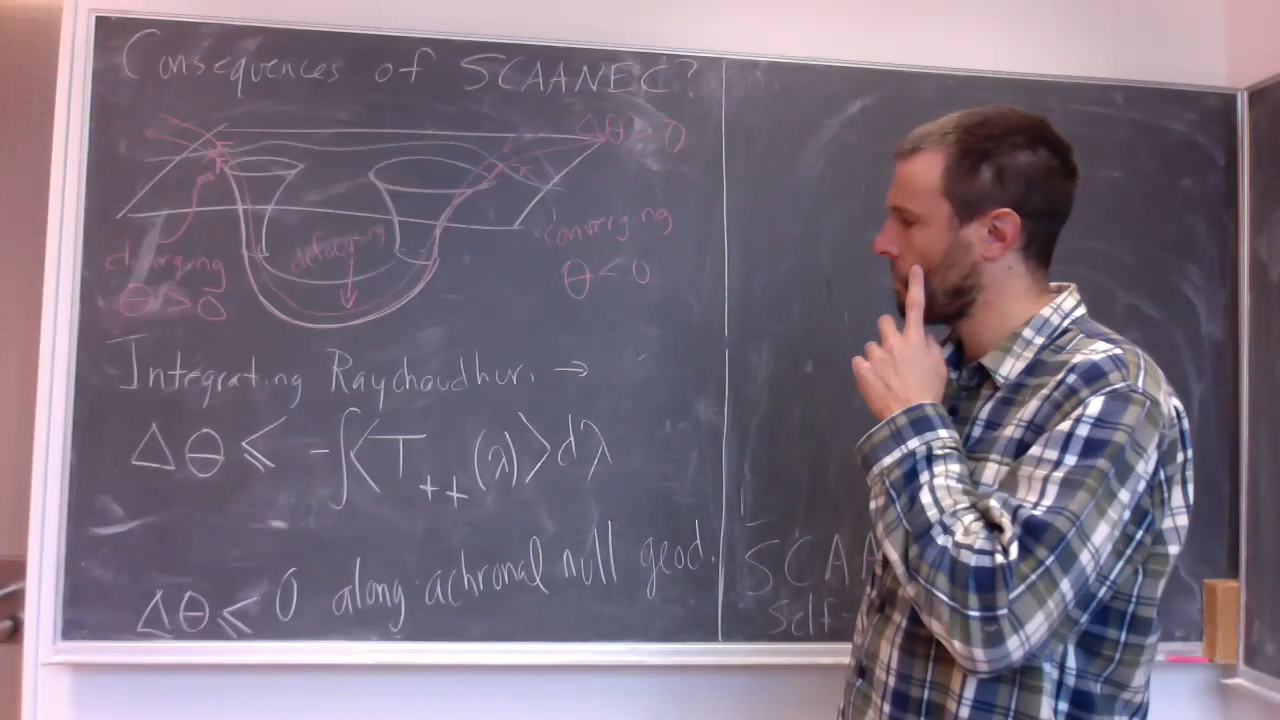 Consequences of SCAANEC?
Δθ ≥ 0
defocusing
converging
θ < 0
diverging
θ > 0
Integrating Raychaudhuri →
Δθ ≤ -∫<T₊₊(λ)>dλ
Δθ ≤ 0 along achronal null geod.
SCAA
Self-